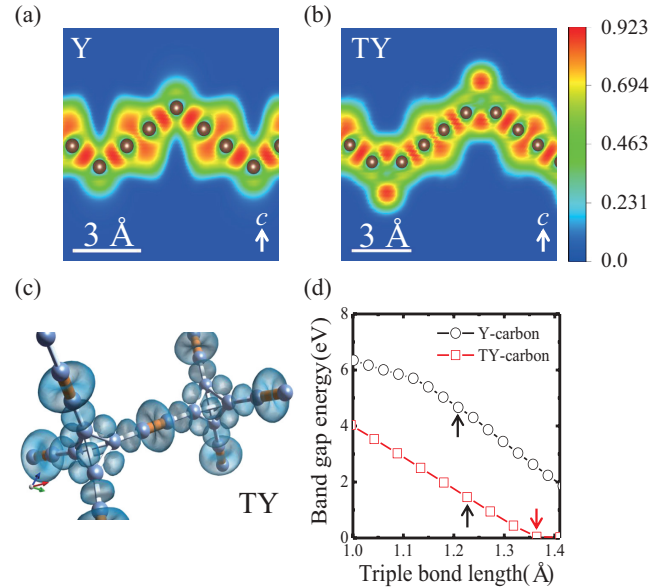 (a)
Y
3 Å
c
(b)
TY
3 Å
c
0.923
0.694
0.463
0.231
0.0
(c)
TY
(d)
Band gap energy(eV)
8
6
4
2
0
Y-carbon
TY-carbon
1.0 1.1 1.2 1.3 1.4
Triple bond length(Å)